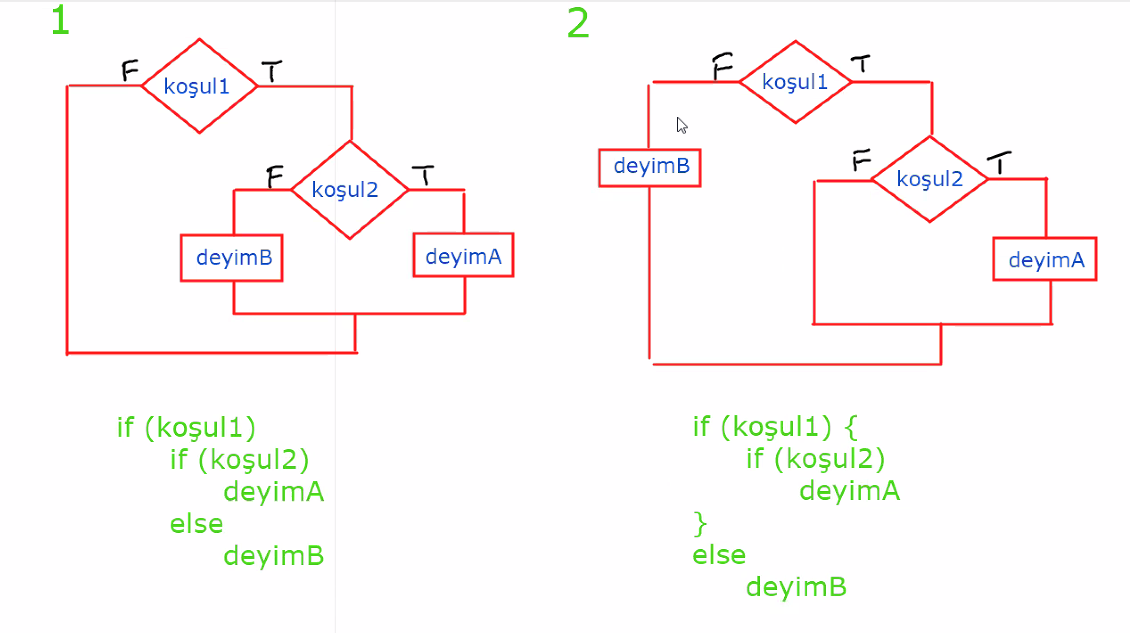 1
F
koşul1
T
F
koşul2
T
deyimB
deyimA
if (koşul1)
if (koşul2)
deyimA
else
deyimB
2
F
koşul1
T
deyimB
F
koşul2
T
deyimA
if (koşul1) {
if (koşul2)
deyimA
}
else
deyimB